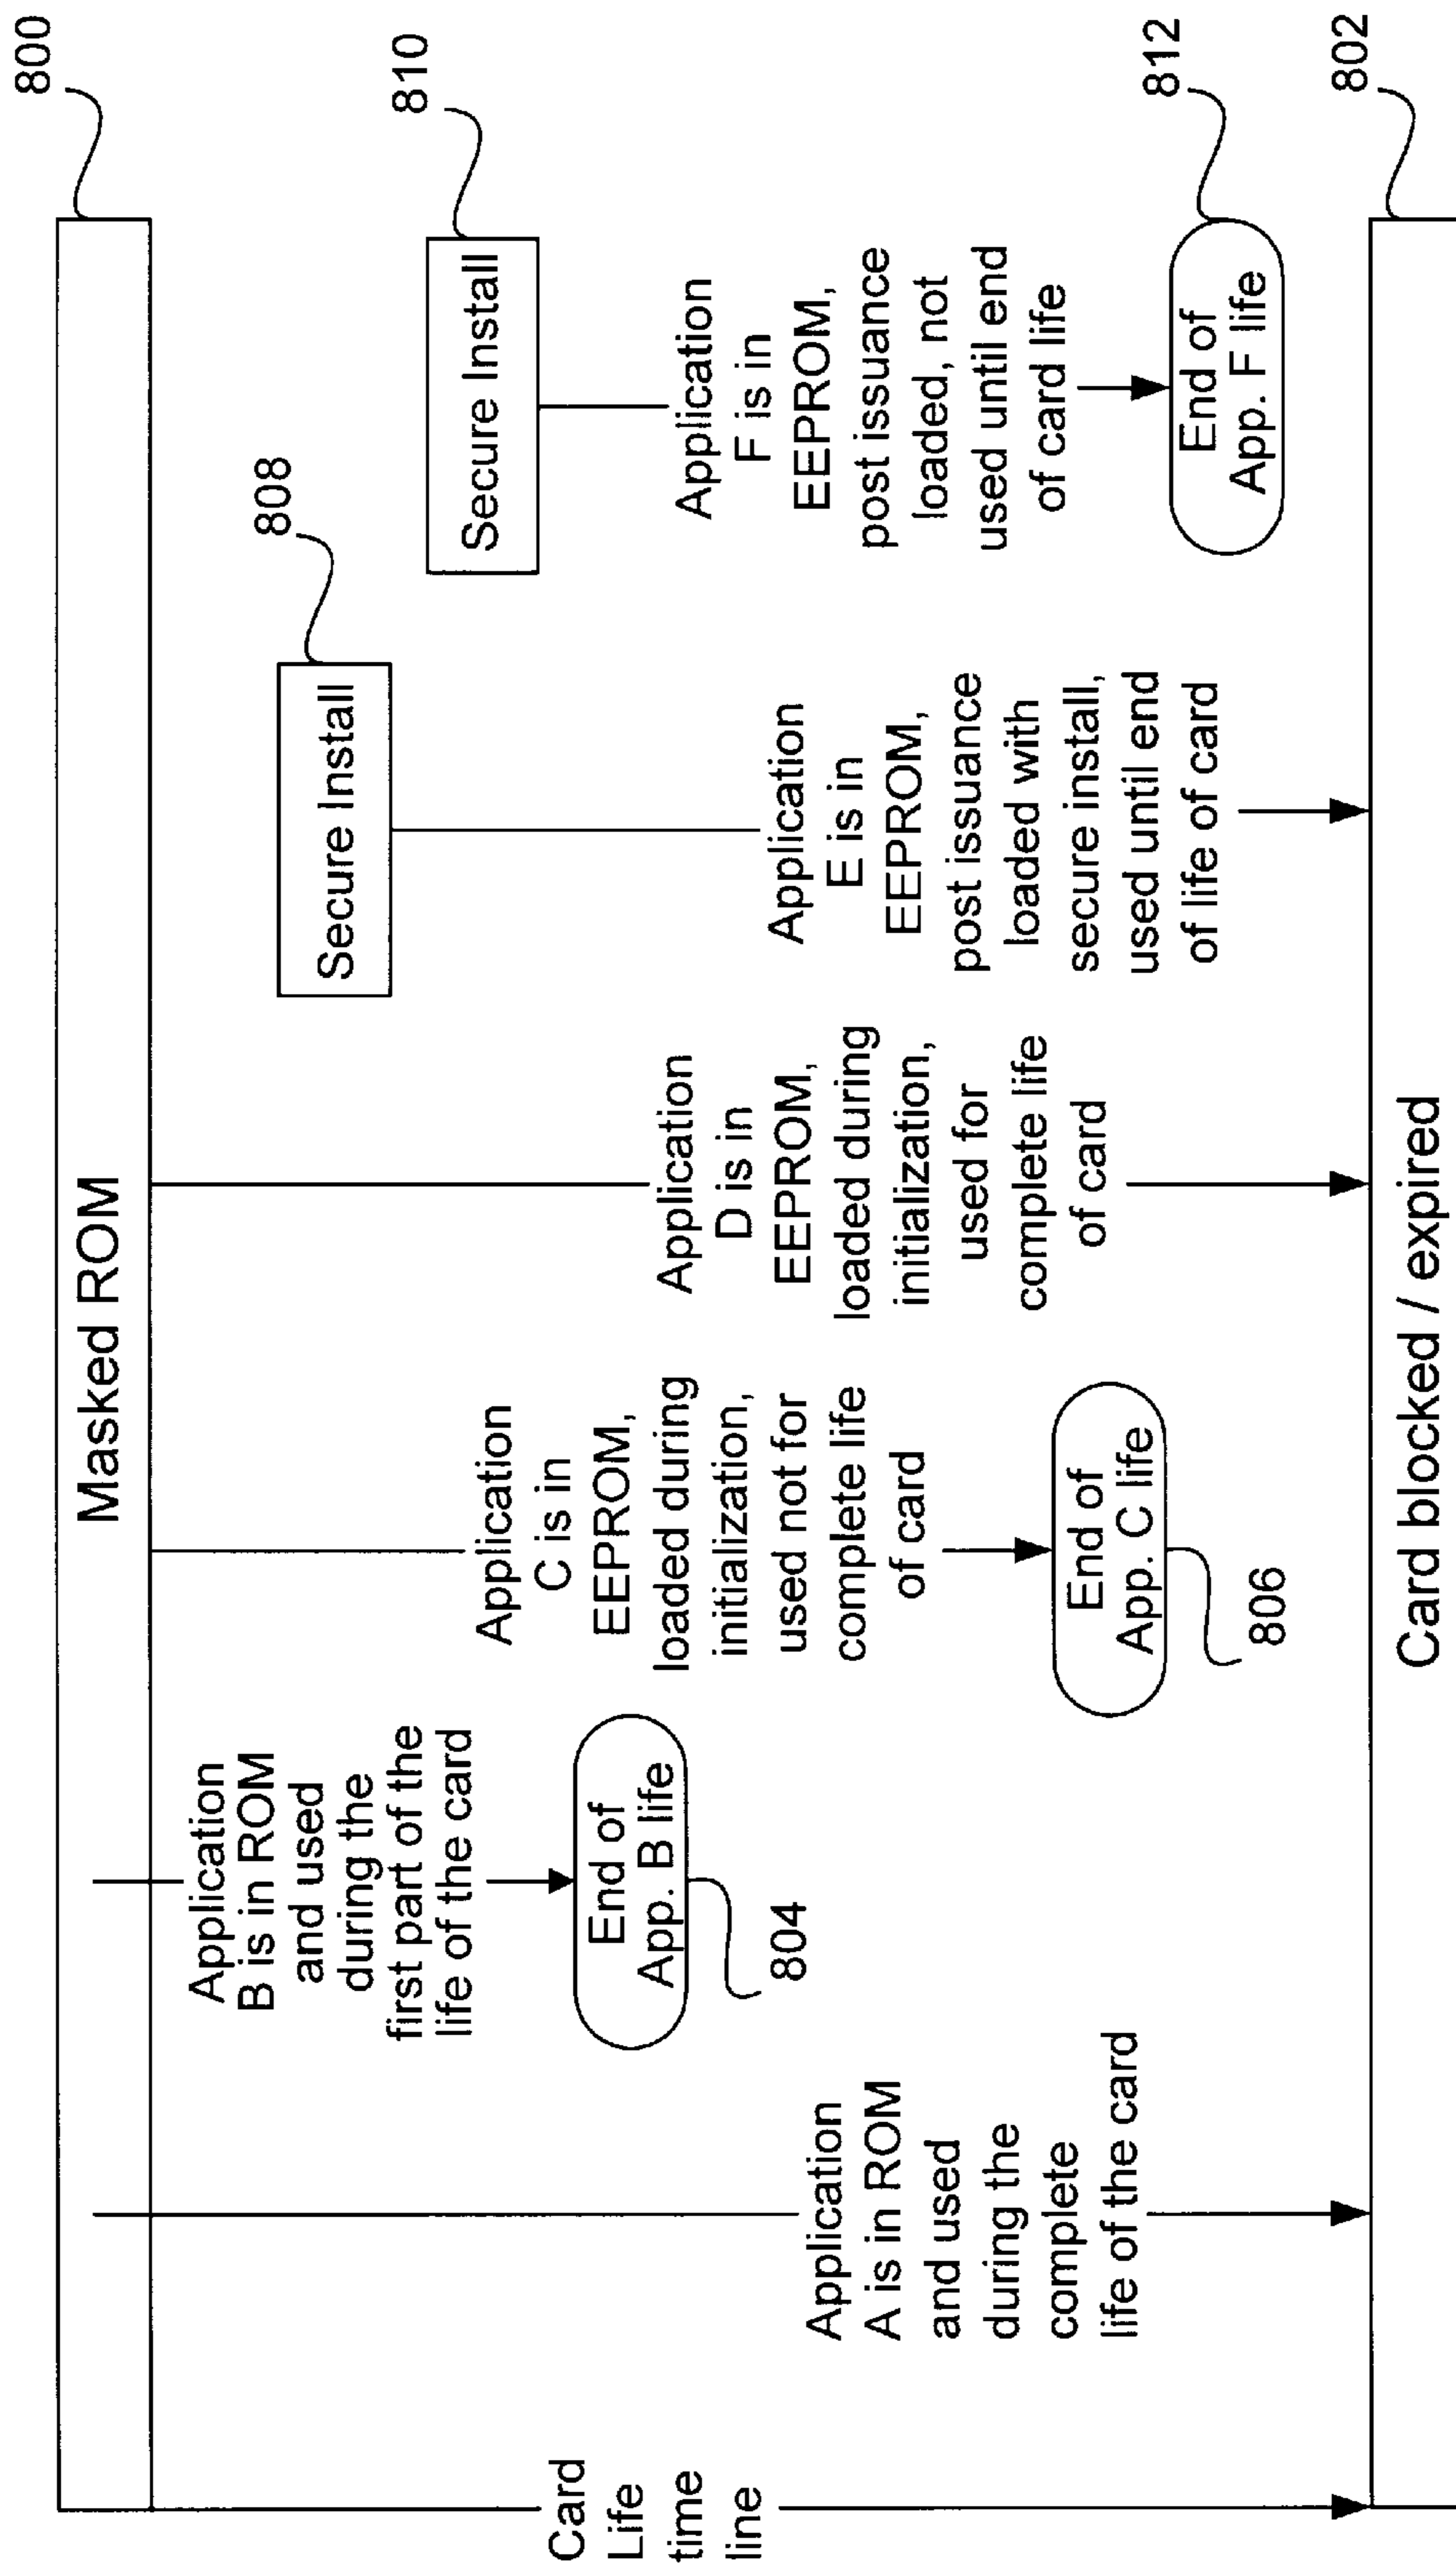 800
Masked ROM
810
Secure Install
808
Secure Install
Card
Life
time
line
Application
A is in ROM
and used
during the
complete
life of the card
Application
B is in ROM
and used
during the
first part of the
life of the card
End of
App. B life
804
Application
C is in
EEPROM,
loaded during
initialization,
used not for
complete life
of card
End of
App. C life
806
Application
D is in
EEPROM,
loaded during
initialization,
used for
complete life
of card
Application
E is in
EEPROM,
post issuance
loaded with
secure install,
used until end
of life of card
Application
F is in
EEPROM,
post issuance
loaded, not
used until end
of card life
End of
App. F life
812
802
Card blocked / expired